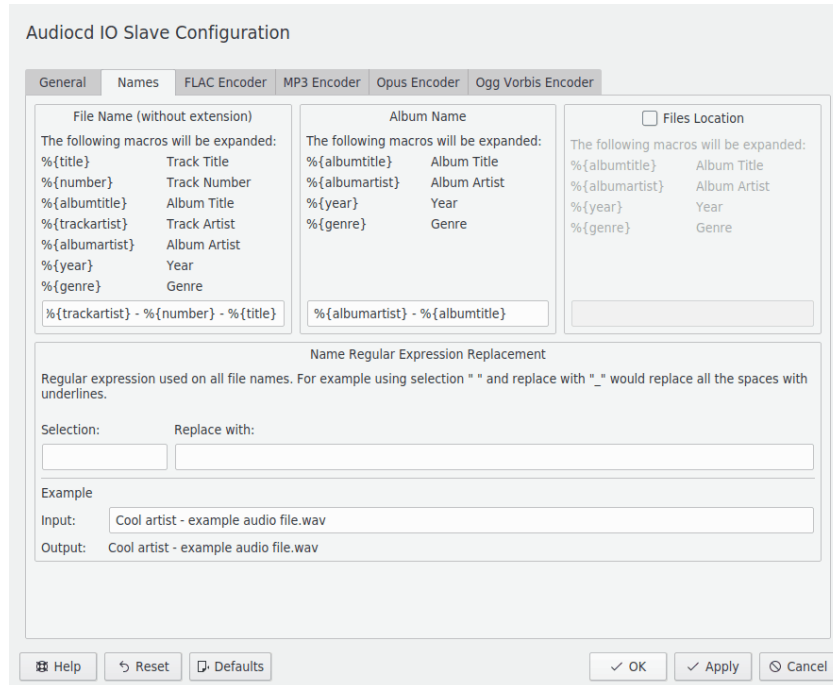 Audiocd IO Slave Configuration
General Names FLAC Encoder MP3 Encoder Opus Encoder Ogg Vorbis Encoder
File Name (without extension)
The following macros will be expanded:
%{title} Track Title
%{number} Track Number
%{albumtitle} Album Title
%{trackartist} Track Artist
%{albumartist} Album Artist
%{year} Year
%{genre} Genre
%{trackartist} - %{number} - %{title}
Album Name
The following macros will be expanded:
%{albumtitle} Album Title
%{albumartist} Album Artist
%{year} Year
%{genre} Genre
%{albumartist} - %{albumtitle}
Files Location
The following macros will be expanded:
%{albumtitle} Album Title
%{albumartist} Album Artist
%{year} Year
%{genre} Genre
Name Regular Expression Replacement
Regular expression used on all file names. For example using selection " " and replace with "_" would replace all the spaces with
underlines.
Selection: Replace with:
Example
Input: Cool artist - example audio file.wav
Output: Cool artist - example audio file.wav
Help Reset Defaults OK Apply Cancel